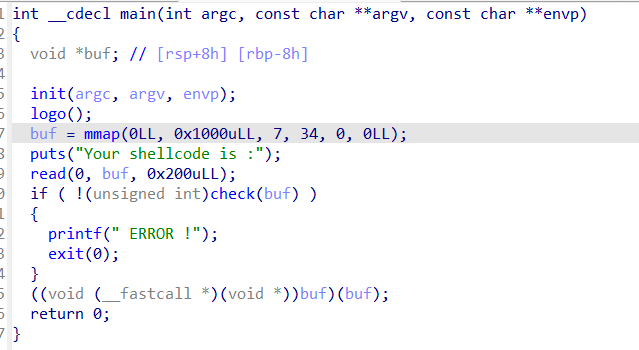 1 int __cdecl main(int argc, const char **argv, const char **envp)
2 {
3 void *buf; // [rsp+8h] [rbp-8h]
4
5 init(argc, argv, envp);
6 logo();
7 buf = mmap(0LL, 0x1000uLL, 7, 34, 0, 0LL);
8 puts("Your shellcode is :");
9 read(0, buf, 0x200uLL);
0 if ( !(unsigned int)check(buf) )
1 {
2 printf(" ERROR !");
3 exit(0);
4 }
5 ((void (__fastcall *)(void *))buf)(buf);
6 return 0;
7 }